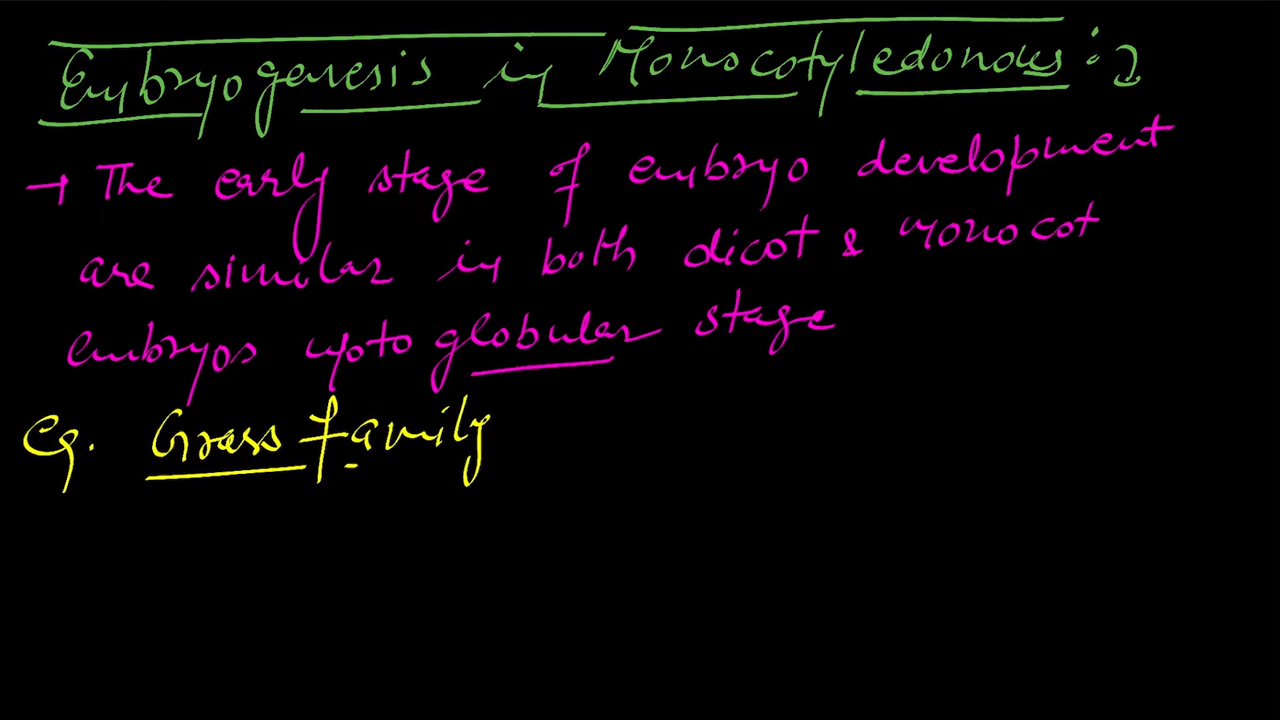 Embryogenesis in Monocotyledonous :-
→ The early stage of embryo development
are similar in both dicot & monocot
embryos upto globular stage
eg. Grass family